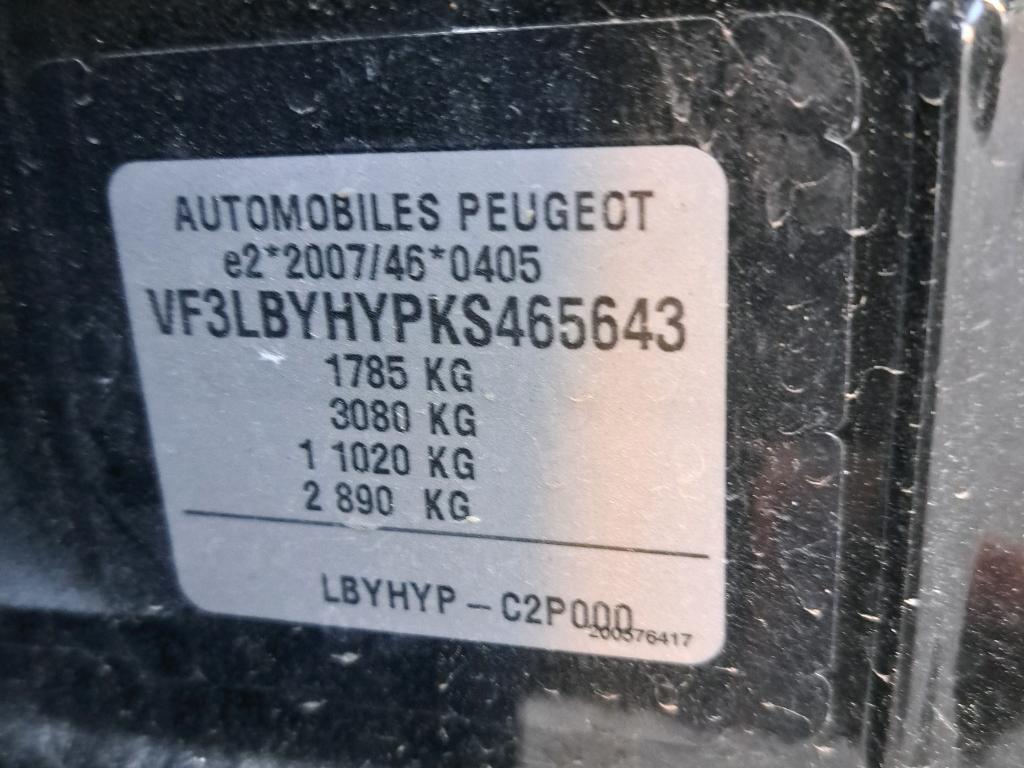 AUTOMOBILES PEUGEOT
e2*2007/46*0405
VF3LBYHYPKS465643
1785 KG
3080 KG
1 1020 KG
2 890 KG
LBYHYP - C2P000
200576417